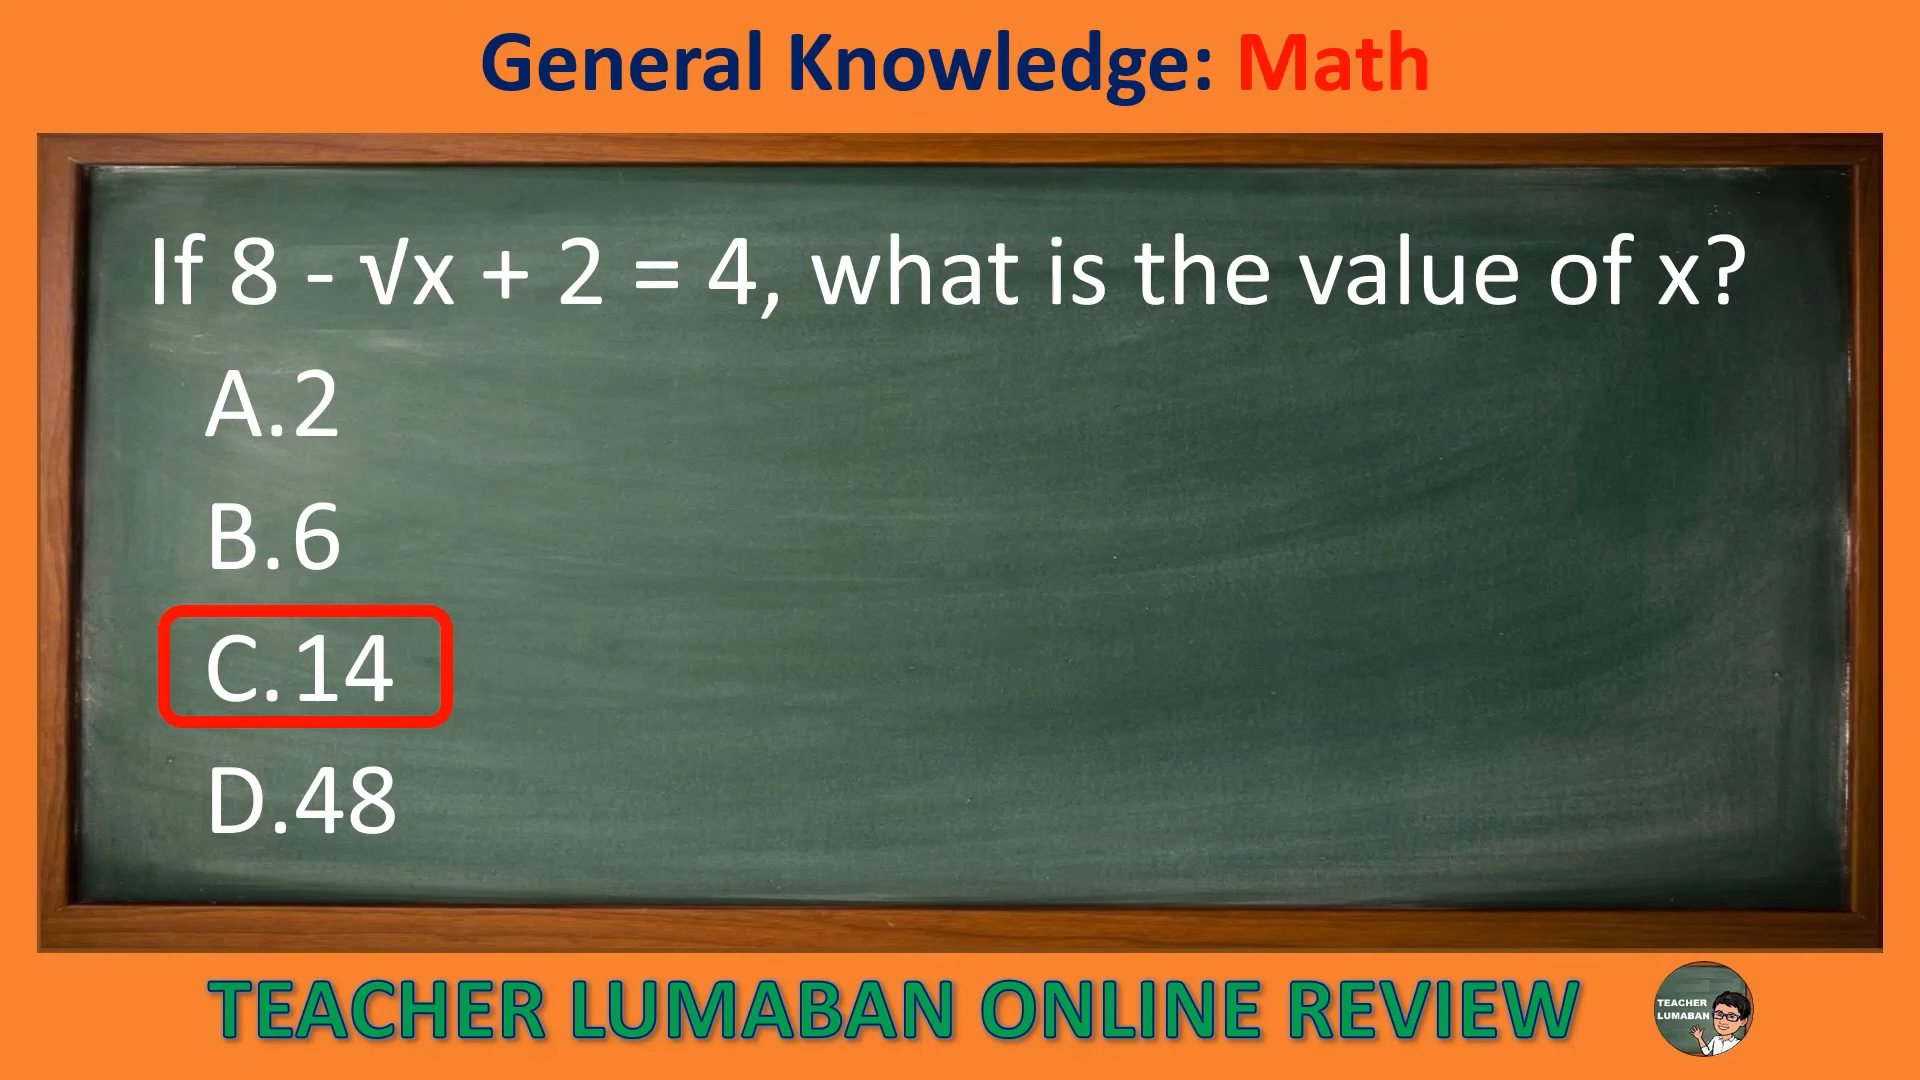 General Knowledge: Math
If 8 - √x + 2 = 4, what is the value of x?
A.2
B.6
C.14
D.48
TEACHER LUMABAN ONLINE REVIEW
TEACHER
LUMABAN